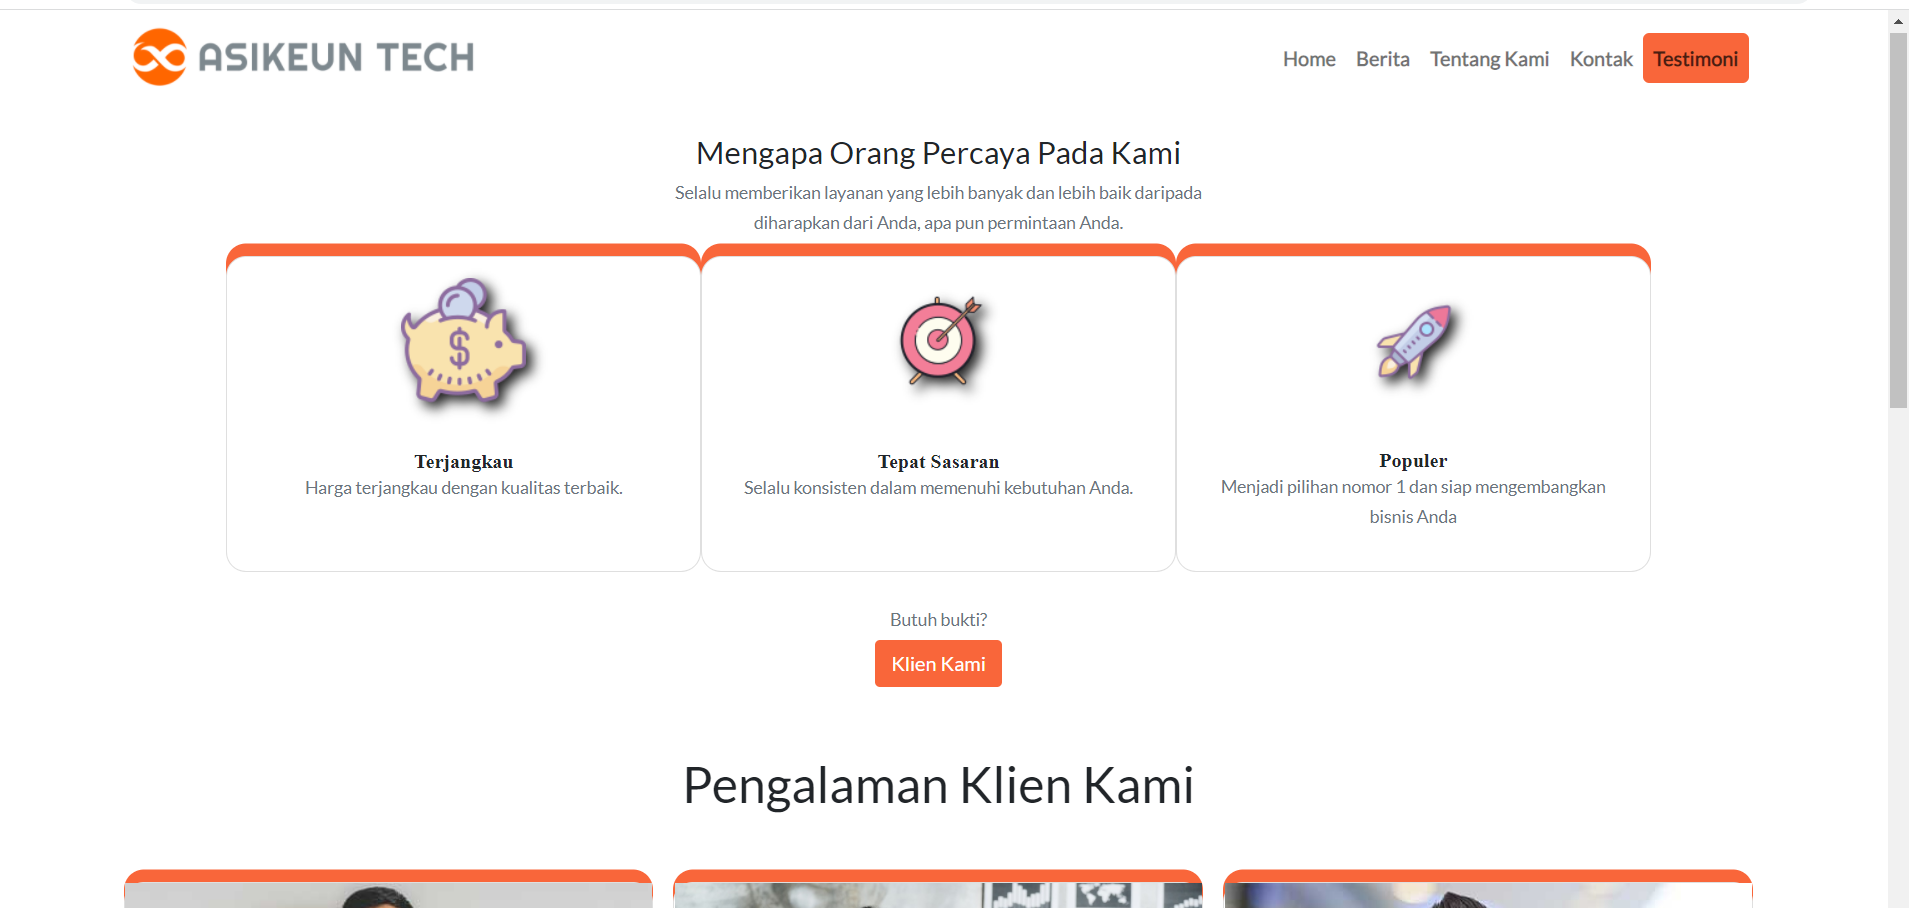 ASIKEUN TECH
Home Berita Tentang Kami Kontak Testimoni
Mengapa Orang Percaya Pada Kami
Selalu memberikan layanan yang lebih banyak dan lebih baik daripada
diharapkan dari Anda, apa pun permintaan Anda.
$
Terjangkau
Harga terjangkau dengan kualitas terbaik.
Tepat Sasaran
Selalu konsisten dalam memenuhi kebutuhan Anda.
Populer
Menjadi pilihan nomor 1 dan siap mengembangkan
bisnis Anda
Butuh bukti?
Klien Kami
Pengalaman Klien Kami